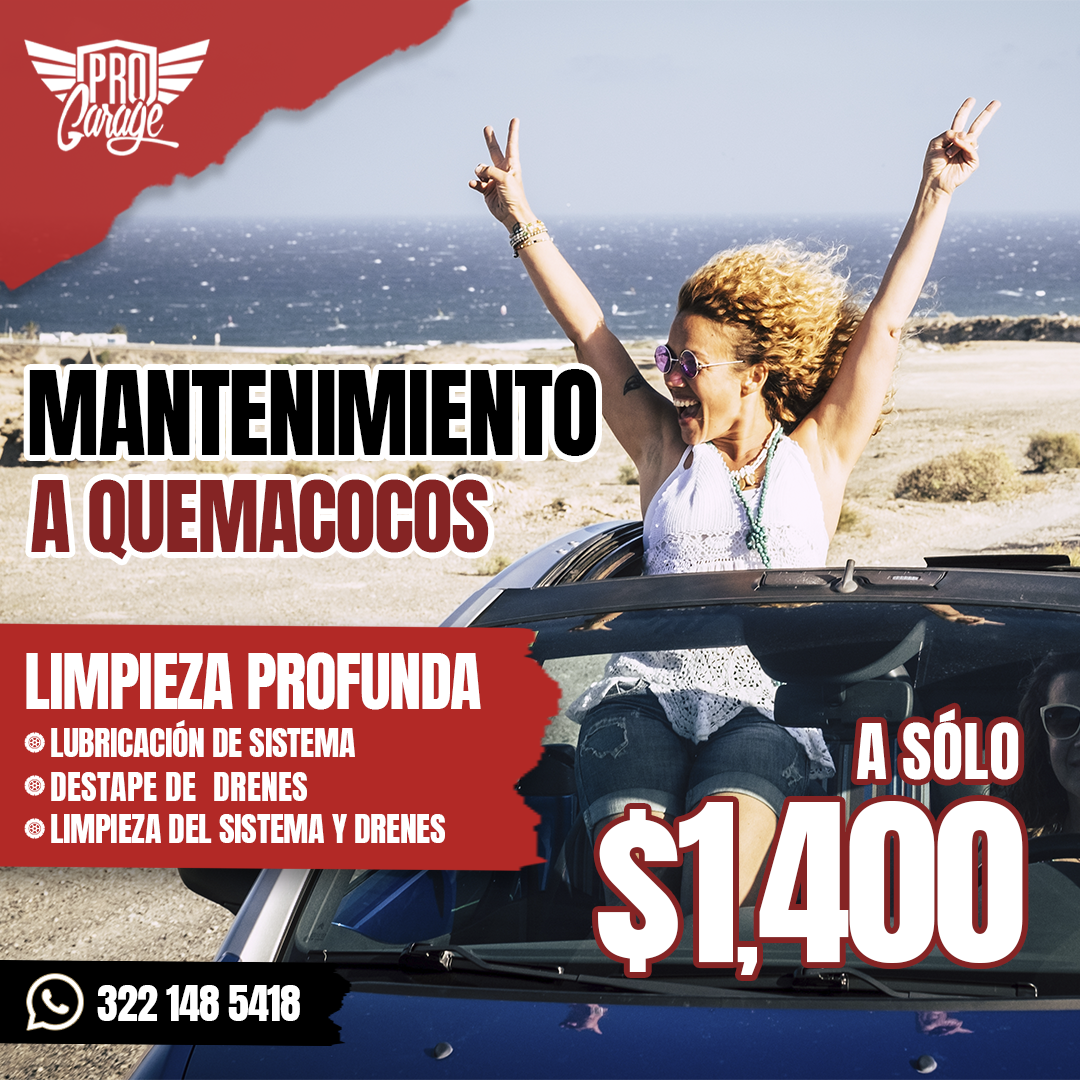 PRO
Garage
MANTENIMIENTO
A QUEMACOCOS
LIMPIEZA PROFUNDA
LUBRICACIÓN DE SISTEMA
DESTAPE DE DRENES
LIMPIEZA DEL SISTEMA Y DRENES
A SÓLO
$1,400
322 148 5418